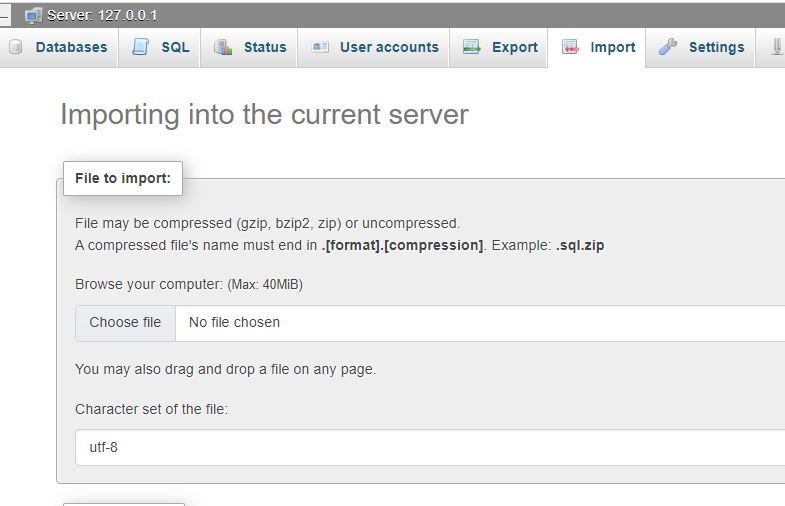 Server: 127.0.0.1
Databases SQL Status User accounts Export Import Settings
Importing into the current server
File to import:
File may be compressed (gzip, bzip2, zip) or uncompressed.
A compressed file's name must end in .[format].[compression]. Example: .sql.zip
Browse your computer: (Max: 40MiB)
Choose file No file chosen
You may also drag and drop a file on any page.
Character set of the file:
utf-8